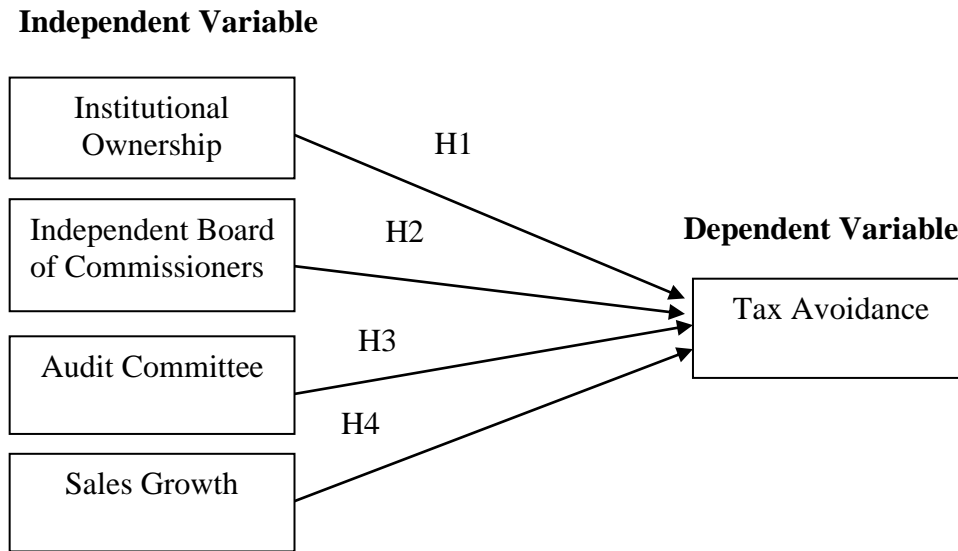 Independent Variable
Institutional
Ownership
H1
Independent Board
of Commissioners
H2
Dependent Variable
Tax Avoidance
Audit Committee
H3
H4
Sales Growth